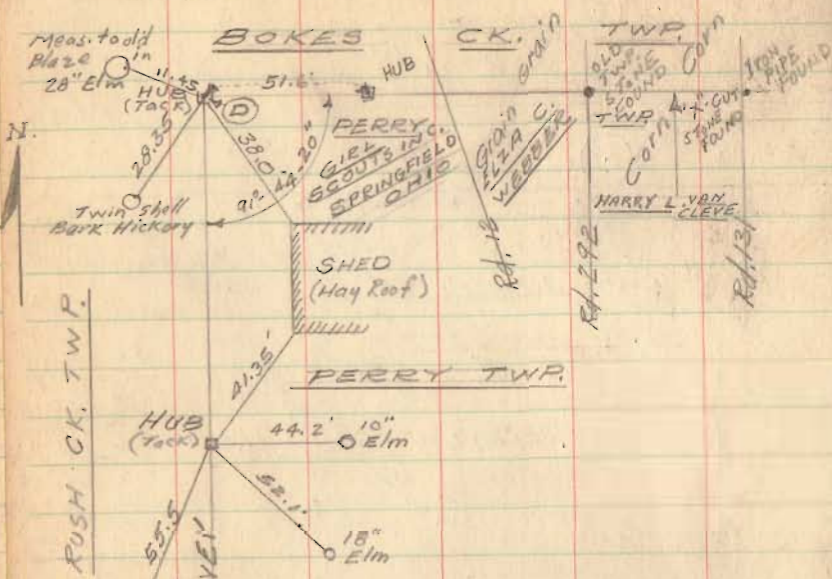 BOKES CK. TWP.
Meas. to old
Blaze in
28" Elm
11.45
HUB
(Tack)
D
51.6'
HUB
Grain
Corn
OLD
TWP.
STONE
FOUND
IRON
PIPE
FOUND
N.
28.35
38.0'
91° 44'-20"
PERRY
GIRL
SCOUTS INC.
SPRINGFIELD
OHIO
Grain
ELZA C.
WEBBER
TWP.
Corn
"X" CUT
STONE
FOUND
Twin Shell
Bark Hickory
HARRY L. VAN
CLEVE
SHED
(Hay Roof)
Rd. 13
Rd. 292
Rd. 131
RUSH CK. TWP.
41.35'
PERRY TWP.
HUB
(Tack)
44.2'
10"
Elm
52.1'
55.5
18"
Elm